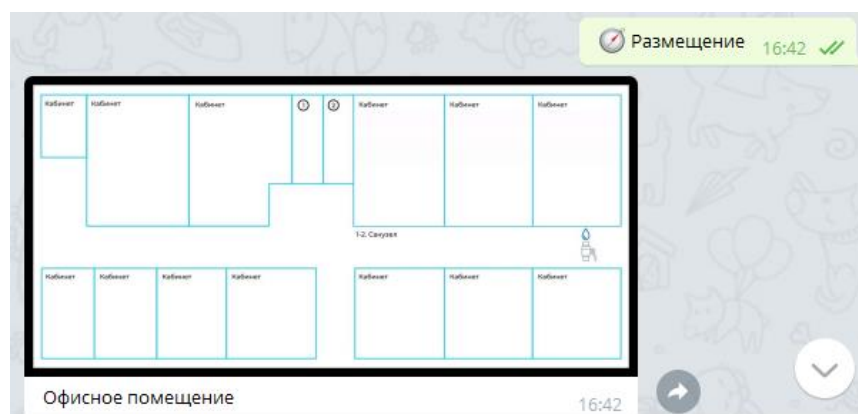 Размещение 16:42
Кабинет Кабинет Кабинет 1 2 Кабинет Кабинет Кабинет
1-2. Санузел
Кабинет Кабинет Кабинет Кабинет Кабинет Кабинет Кабинет
Офисное помещение 16:42